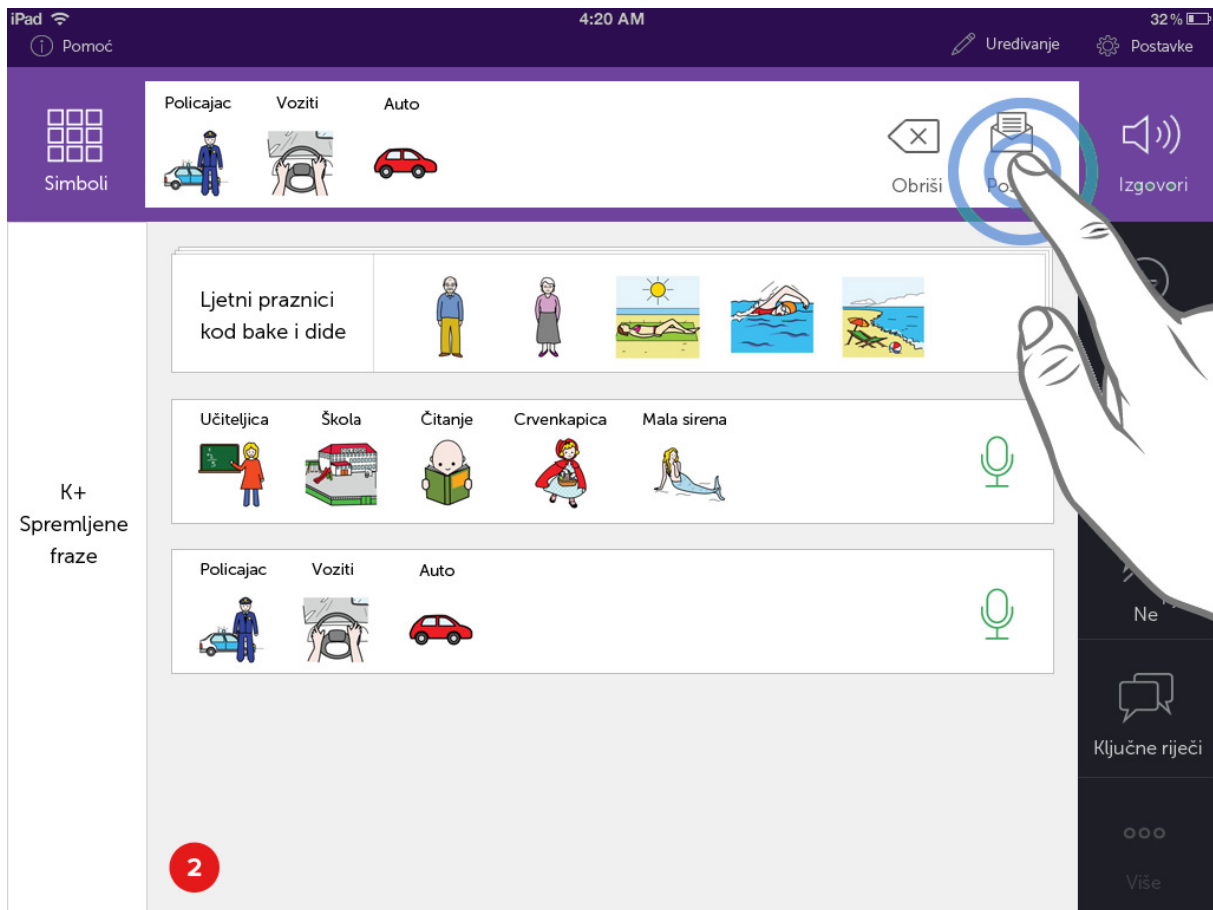 iPad 4:20 AM 32%
Pomoć Uređivanje Postavke
Policajac Voziti Auto
Simboli Obriši Izgovori
Ljetni praznici
kod bake i dide
Učiteljica Škola Čitanje Crvenkapica Mala sirena
K+
Spremljene
fraze
Policajac Voziti Auto
Ne
Ključne riječi
2
Više